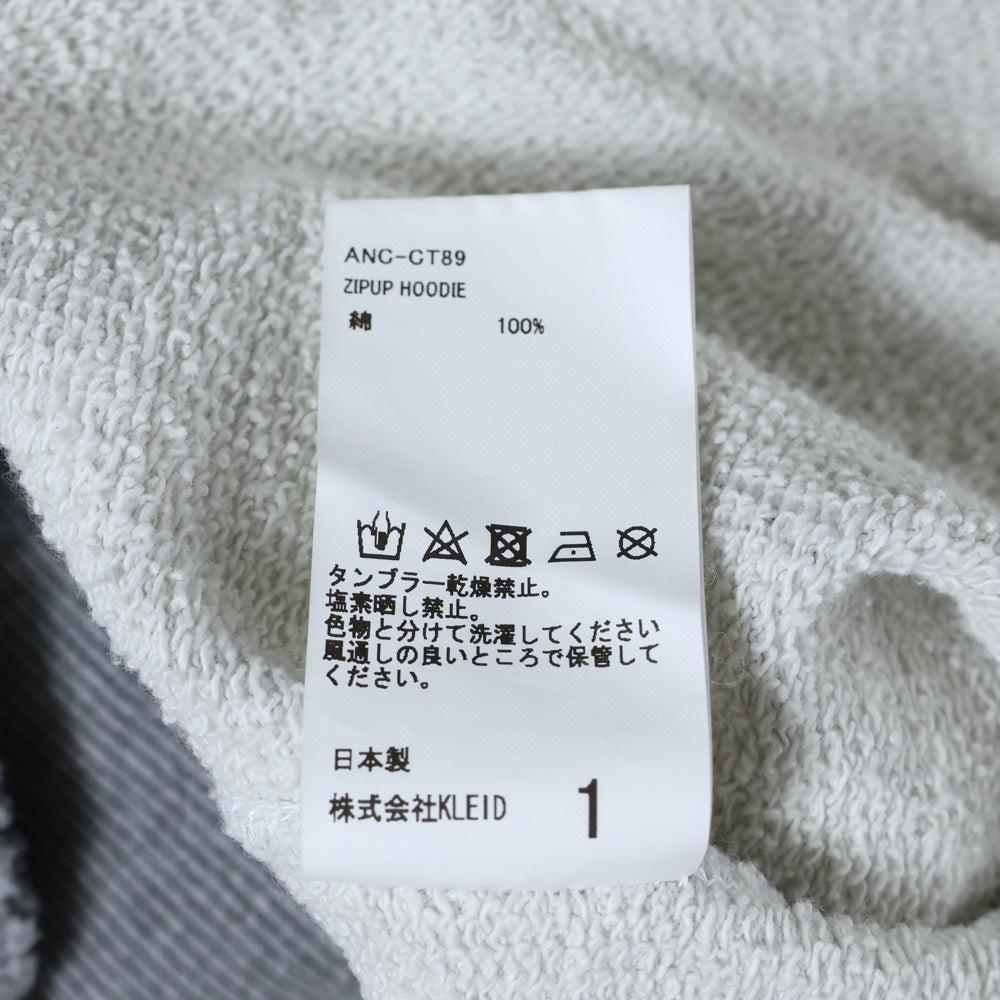 ANC-CT89
ZIPUP HOODIE
綿 100%
タンブラー乾燥禁止。
塩素晒し禁止。
色物と分けて洗濯してください
風通しの良いところで保管して
ください。
日本製
株式会社KLEID 1